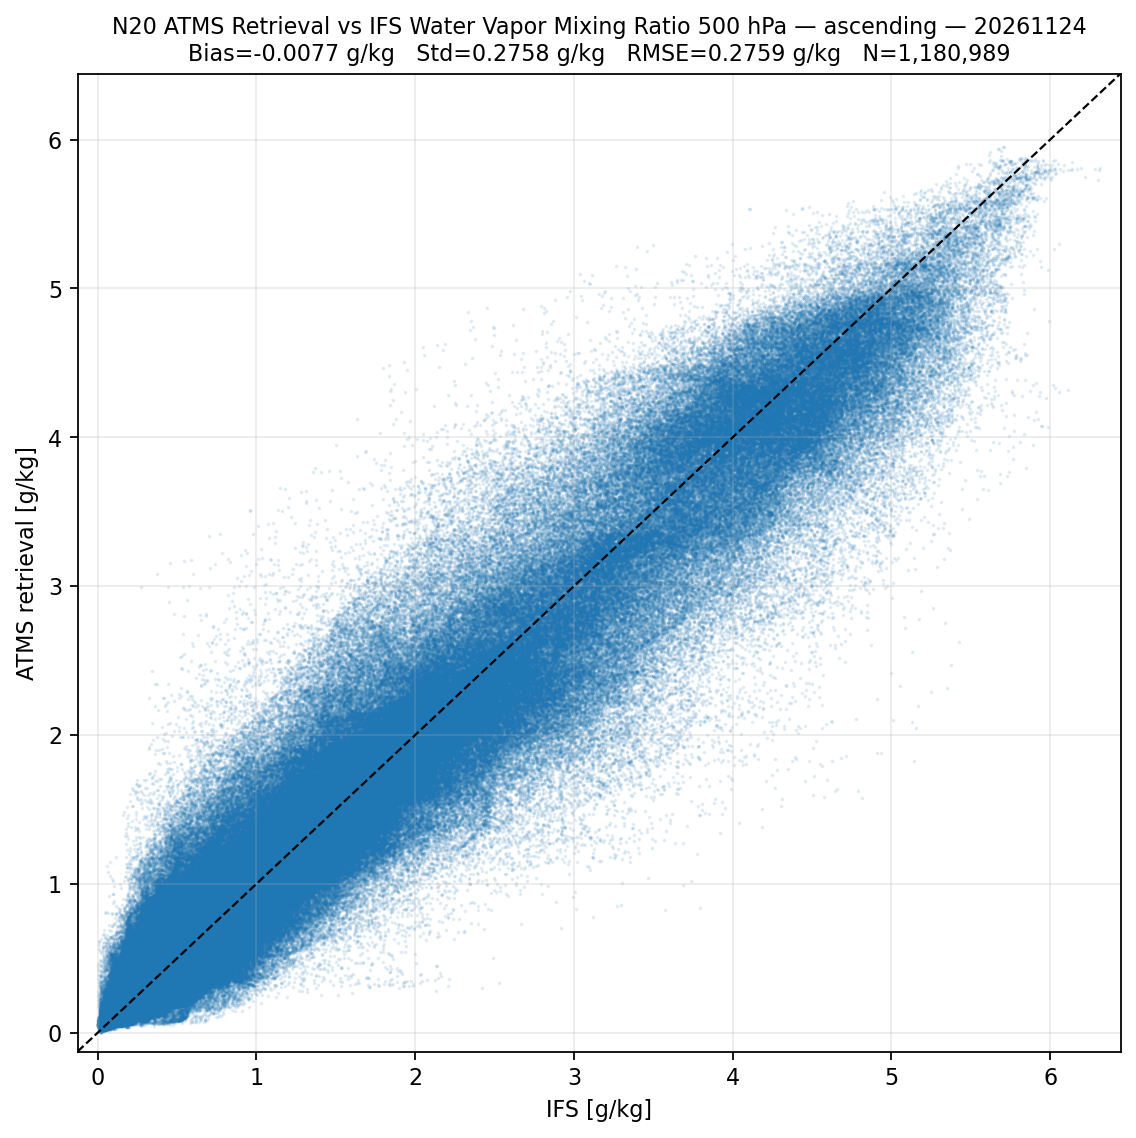 N20 ATMS Retrieval vs IFS Water Vapor Mixing Ratio 500 hPa — ascending — 20261124
Bias=-0.0077 g/kg   Std=0.2758 g/kg   RMSE=0.2759 g/kg   N=1,180,989
6
5
4
3
2
1
0
ATMS retrieval [g/kg]
0 1 2 3 4 5 6
IFS [g/kg]